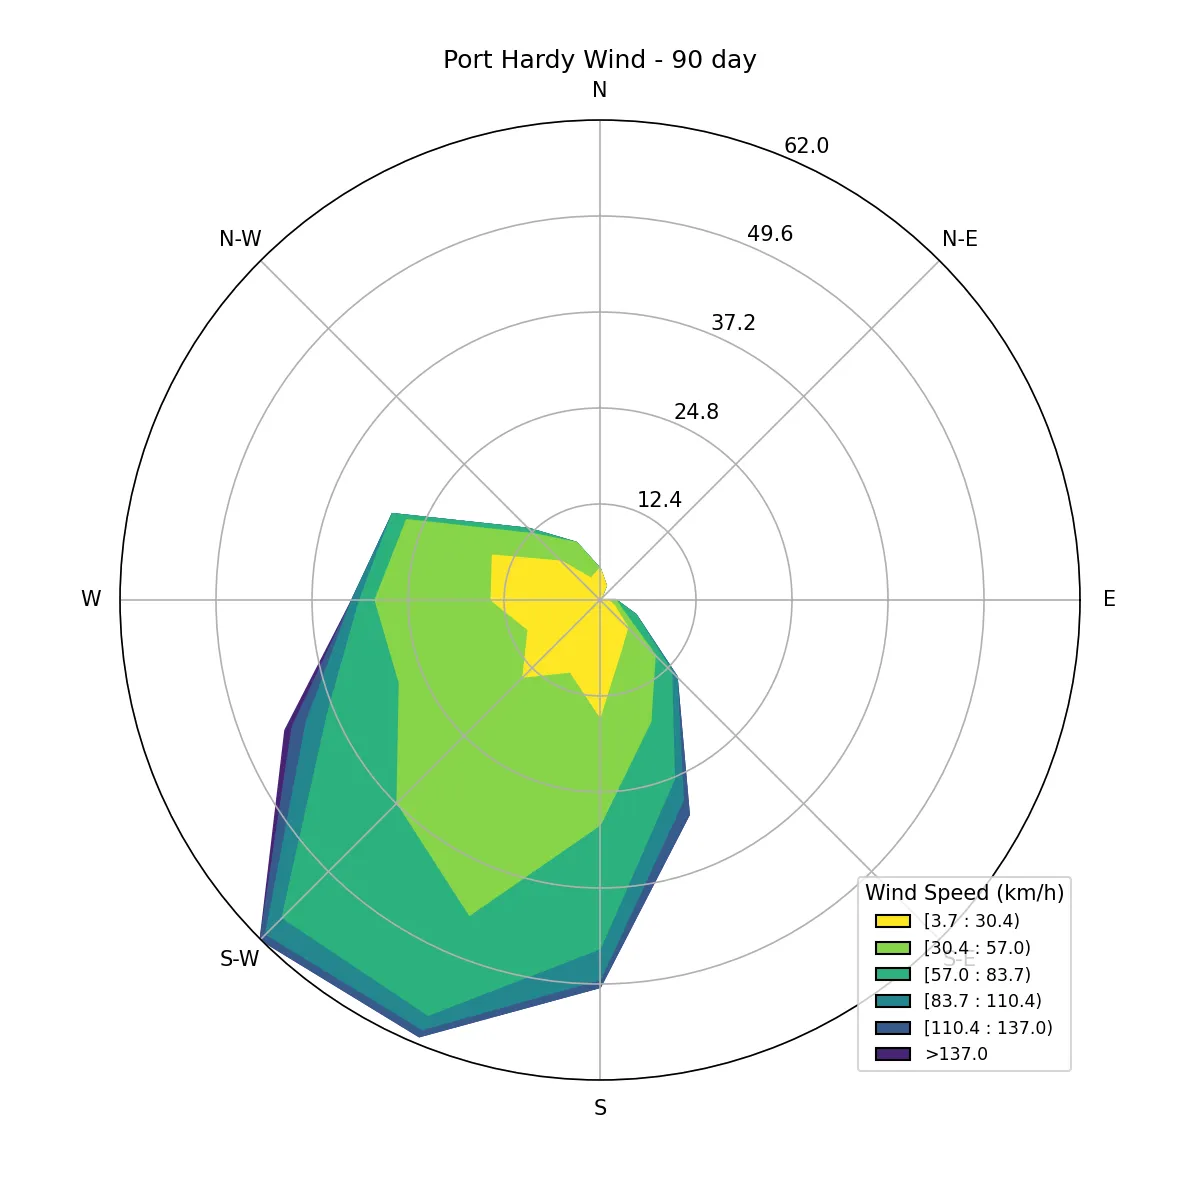 Port Hardy Wind - 90 day
N
62.0
N-W
49.6
N-E
37.2
24.8
12.4
W
E
Wind Speed (km/h)
[3.7 : 30.4)
[30.4 : 57.0)
S-W
S-E
[57.0 : 83.7)
[83.7 : 110.4)
[110.4 : 137.0)
>137.0
S